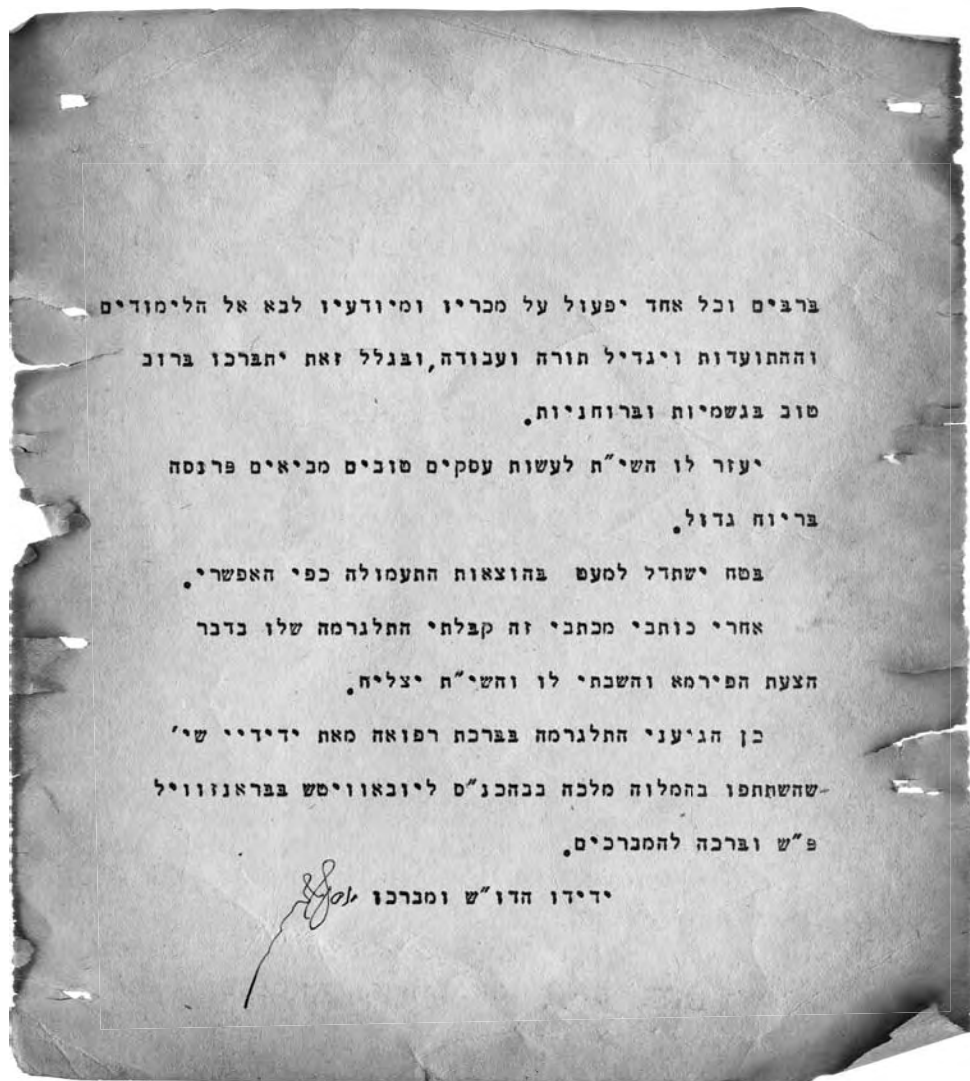 ברבים וכל אחד יפעול על מכריו ומיודעיו לבא אל הלימודים
וההתועדות ויגדיל תורה ועבודה,ובגלל זאת יתברכו ברוב
טוב בגשמיות וברוחניות.
יעזר לו השי"ת לעשות עסקים טובים מביאים פרנסה
בריוח גדול.
בטח ישתדל למעט בהוצאות התעמולה כפי האפשרי.
אחרי כותבי מכתבי זה קבלתי התלגרמה שלו בדבר
הצעת הפירמא והשבתי לו והשי"ת יצליח.
כן הגיעני התלגרמה בברכת רפואה מאת ידידיי שי'
שהשתתפו בהמלוה מלכה בבהכנ"ס ליובאוויטש בבראנזוויל
פ"ש וברכה להמברכים.
ידידו הדו"ש ומברכו